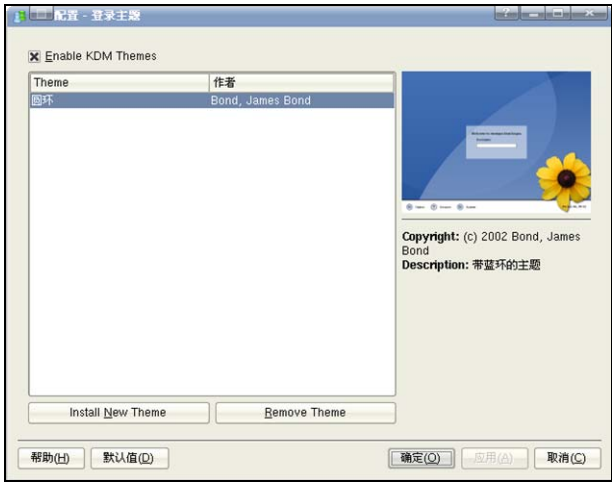 配置 - 登录主题
Enable KDM Themes
Theme 作者
圆环 Bond, James Bond
Copyright: (c) 2002 Bond, James
Bond
Description: 带蓝环的主题
Install New Theme Remove Theme
帮助(H) 默认值(D) 确定(O) 应用(A) 取消(C)